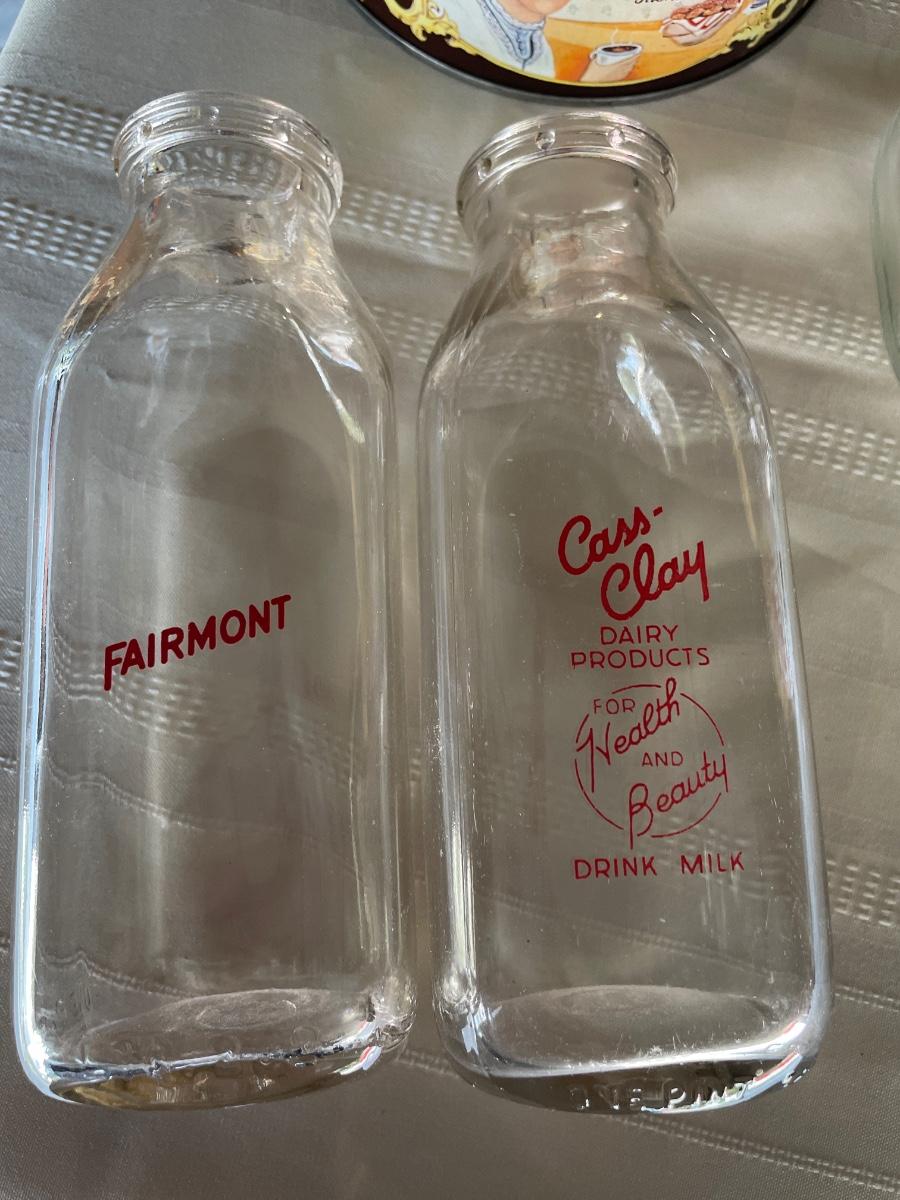 FAIRMONT
Cass-
Clay
DAIRY
PRODUCTS
FOR
Health
AND
Beauty
DRINK MILK
ONE PINT